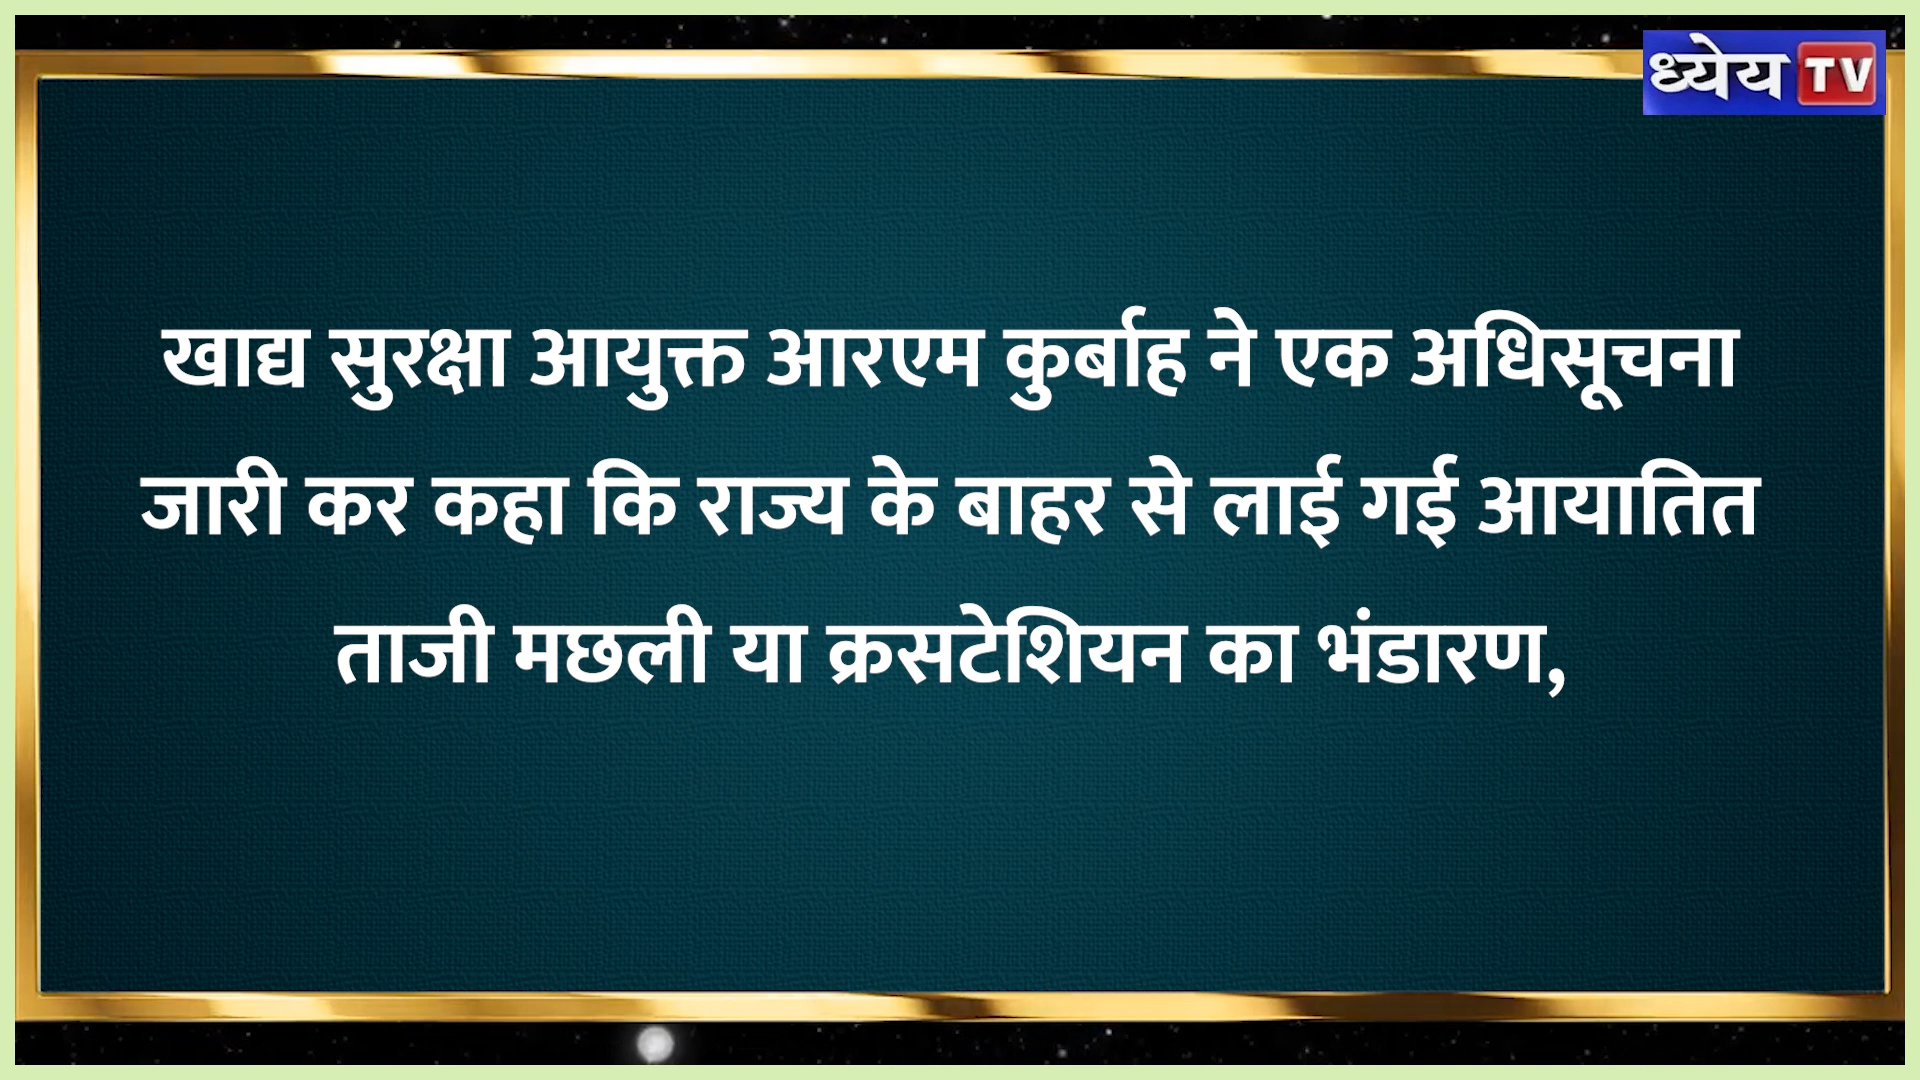 ध्येय TV
खाद्य सुरक्षा आयुक्त आरएम कुर्बाह ने एक अधिसूचना
जारी कर कहा कि राज्य के बाहर से लाई गई आयातित
ताजी मछली या क्रसटेशियन का भंडारण,